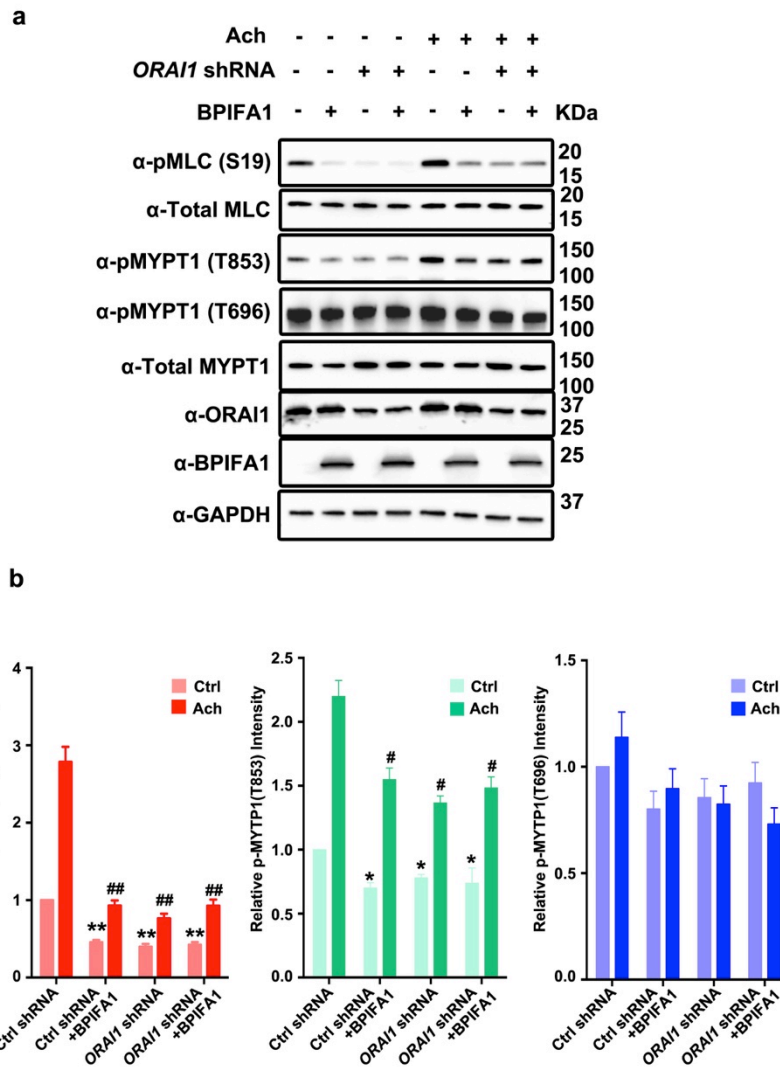 a
Ach - - - - + + + +
ORAI1 shRNA - - + + - - + +
BPIFA1 - + - + - + - + KDa
α-pMLC (S19) 20
15
α-Total MLC 20
15
α-pMYPT1 (T853) 150
100
α-pMYPT1 (T696) 150
100
α-Total MYPT1 150
100
α-ORAI1 37
25
α-BPIFA1 25
α-GAPDH 37
b
4
3
2
1
0
Ctrl
Ach
** ** **
## ## ##
Ctrl shRNA
Ctrl shRNA
+BPIFA1
ORAI1 shRNA
ORAI1 shRNA
+BPIFA1
Relative p-MYTP1(T853) Intensity
2.5
2.0
1.5
1.0
0.5
0.0
Ctrl
Ach
# # #
* * *
Ctrl shRNA
Ctrl shRNA
+BPIFA1
ORAI1 shRNA
ORAI1 shRNA
+BPIFA1
Relative p-MYTP1(T696) Intensity
1.5
1.0
0.5
0.0
Ctrl
Ach
Ctrl shRNA
Ctrl shRNA
+BPIFA1
ORAI1 shRNA
ORAI1 shRNA
+BPIFA1